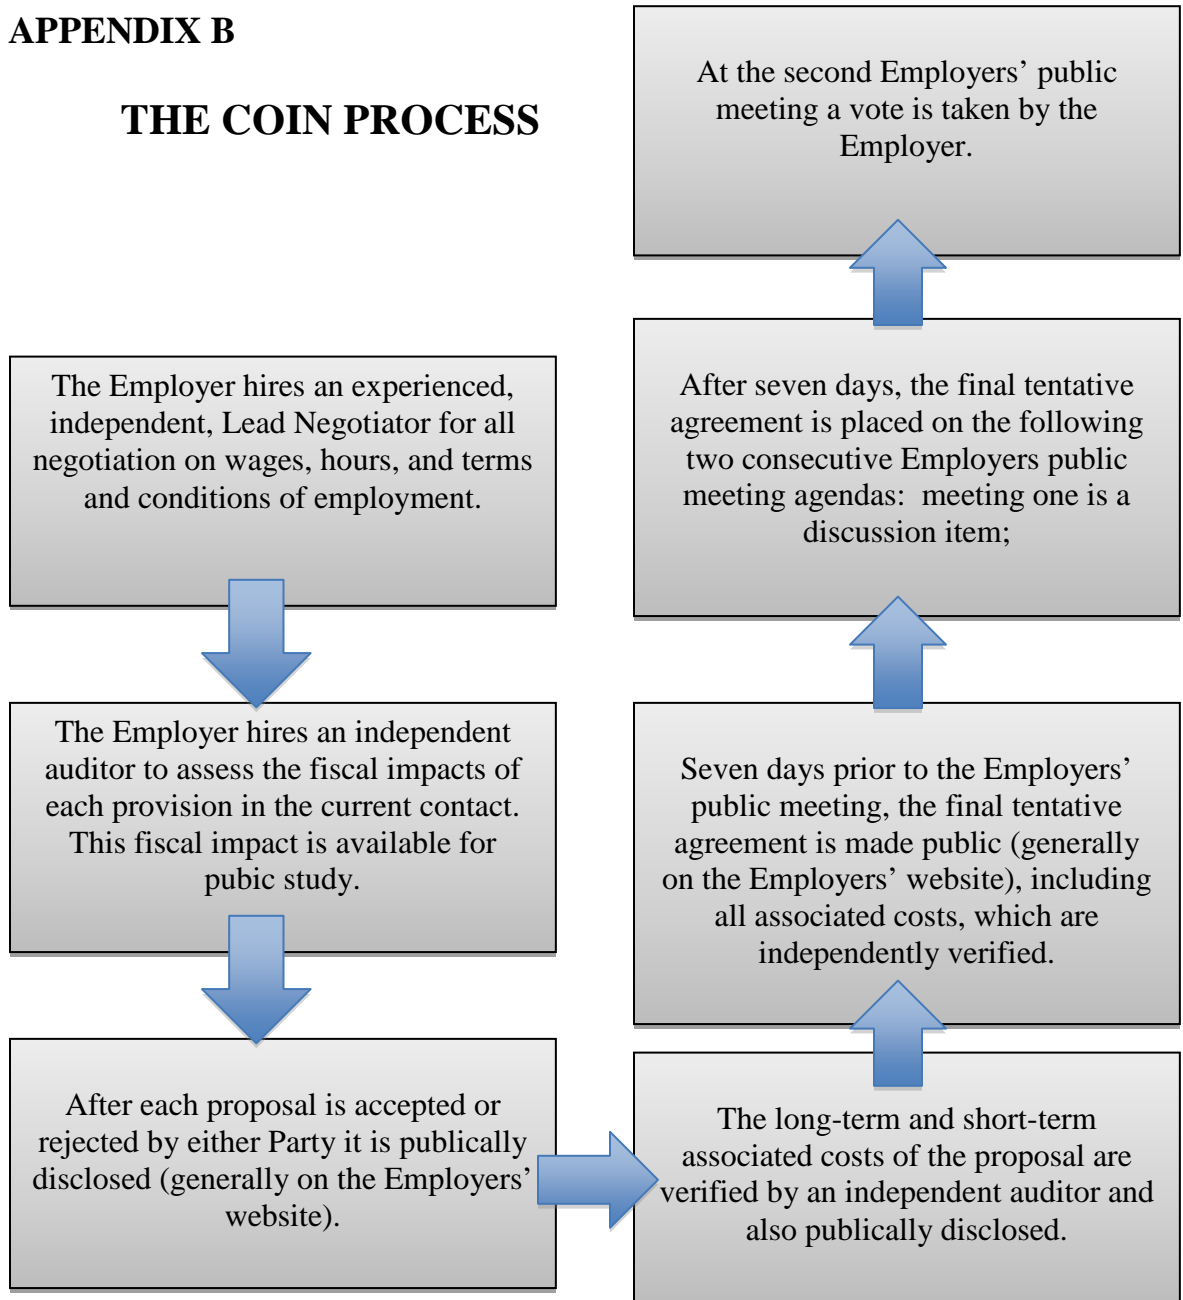 APPENDIX B
THE COIN PROCESS
The Employer hires an experienced,
independent, Lead Negotiator for all
negotiation on wages, hours, and terms
and conditions of employment.
The Employer hires an independent
auditor to assess the fiscal impacts of
each provision in the current contact.
This fiscal impact is available for
pubic study.
After each proposal is accepted or
rejected by either Party it is publically
disclosed (generally on the Employers’
website).
The long-term and short-term
associated costs of the proposal are
verified by an independent auditor and
also publically disclosed.
Seven days prior to the Employers’
public meeting, the final tentative
agreement is made public (generally
on the Employers’ website), including
all associated costs, which are
independently verified.
After seven days, the final tentative
agreement is placed on the following
two consecutive Employers public
meeting agendas:  meeting one is a
discussion item;
At the second Employers’ public
meeting a vote is taken by the
Employer.